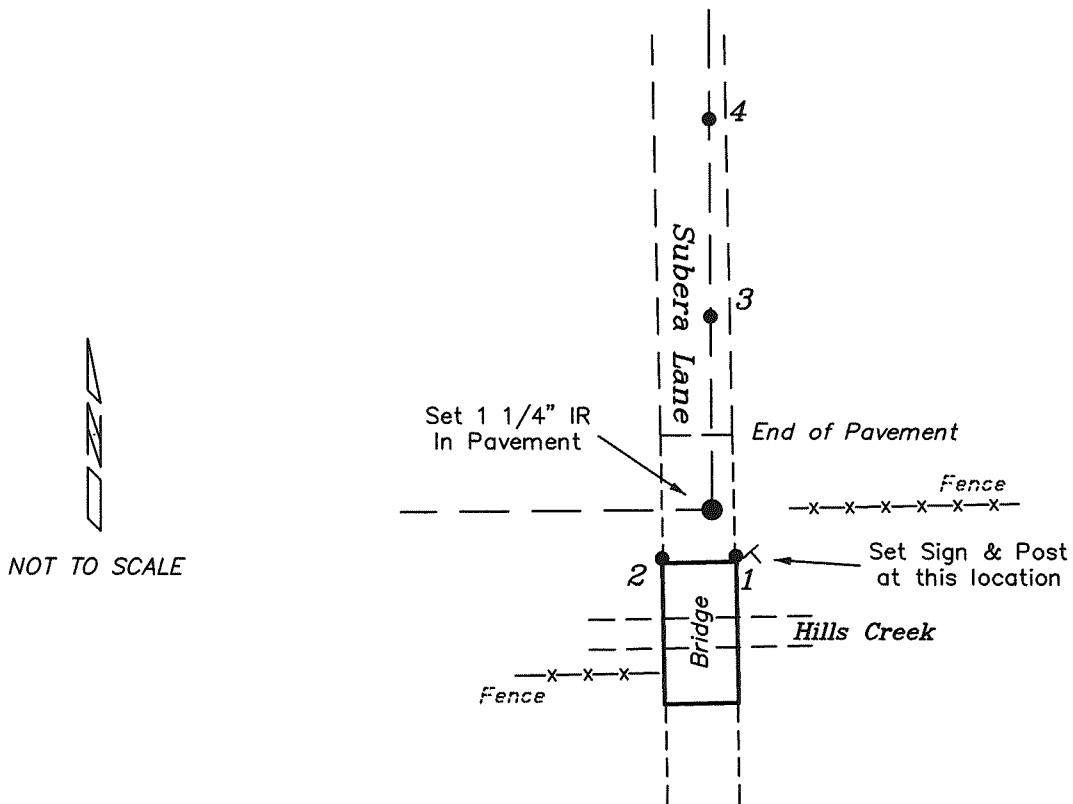 4
Subera Lane
3
Set 1 1/4" IR
In Pavement
End of Pavement
Fence
x x x x x x
N
NOT TO SCALE
2
1
Set Sign & Post
at this location
Bridge
Hills Creek
x x x
Fence